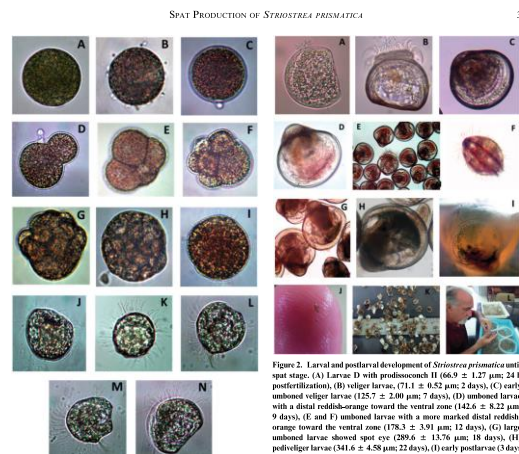 SPAT PRODUCTION OF STRIOSTREA PRISMATICA
A
B
C
D
E
F
G
H
I
J
K
L
M
N
A
B
C
D
E
F
G
H
I
J
K
Figure 2. Larval and postlarval development of Striostrea prismatica until
spat stage. (A) Larvae D with prodissoconch II (66.9 ± 1.27 μm; 24 h
postfertilization), (B) veliger larvae, (71.1 ± 0.52 μm; 2 days), (C) early
umboned veliger larvae (125.7 ± 2.00 μm; 7 days), (D) umboned larvae
with a distal reddish-orange toward the ventral zone (142.6 ± 8.22 μm;
9 days), (E and F) umboned larvae with a more marked distal reddish-
orange toward the ventral zone (178.3 ± 3.91 μm; 12 days), (G) large
umboned larvae showed spot eye (289.6 ± 13.76 μm; 18 days), (H)
pediveliger larvae (341.6 ± 4.58 μm; 22 days), (I) early postlarvae (3 days